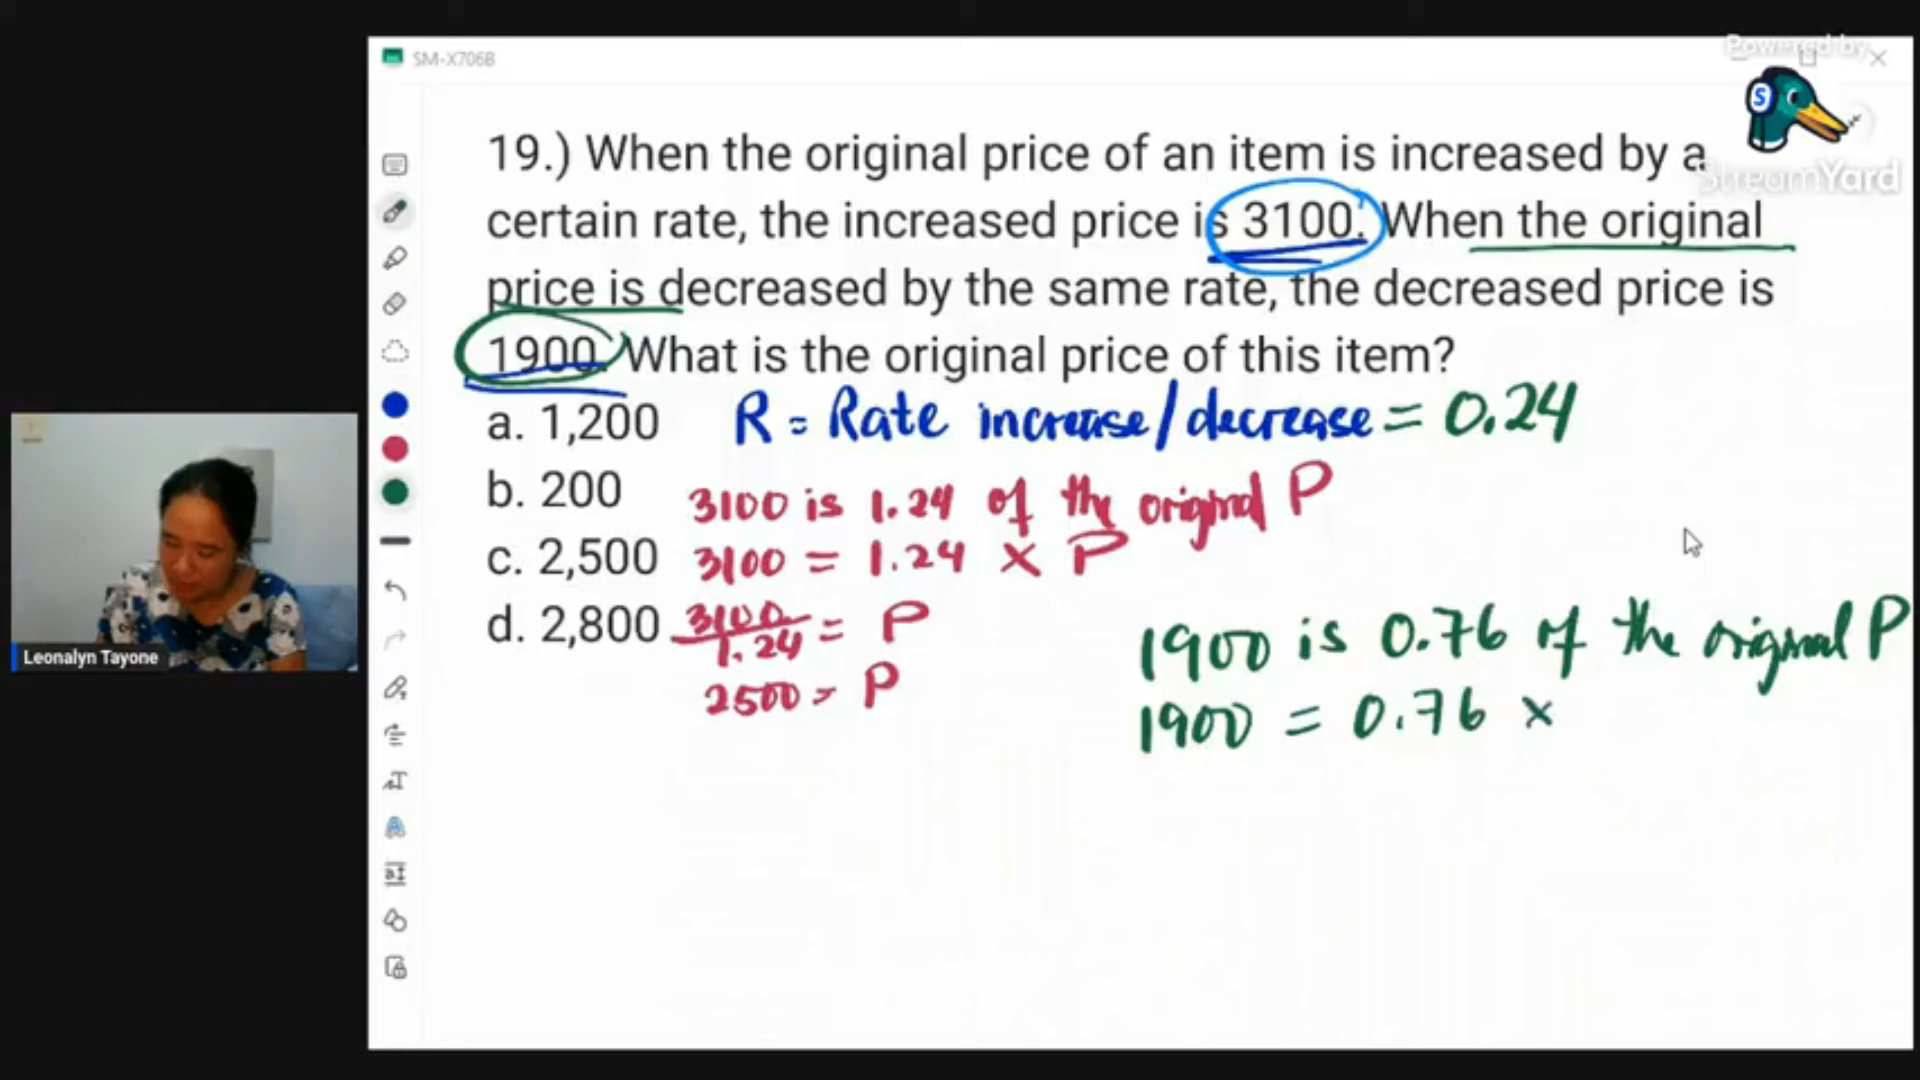 SM-X706B
Powered by
StreamYard
19.) When the original price of an item is increased by a
certain rate, the increased price is 3100. When the original
price is decreased by the same rate, the decreased price is
1900. What is the original price of this item?
a. 1,200
R = Rate increase/decrease = 0.24
b. 200
3100 is 1.24 of the original P
c. 2,500
3100 = 1.24 x P
d. 2,800
3100/1.24 = P
2500 = P
1900 is 0.76 of the original P
1900 = 0.76 x
Leonalyn Tayone